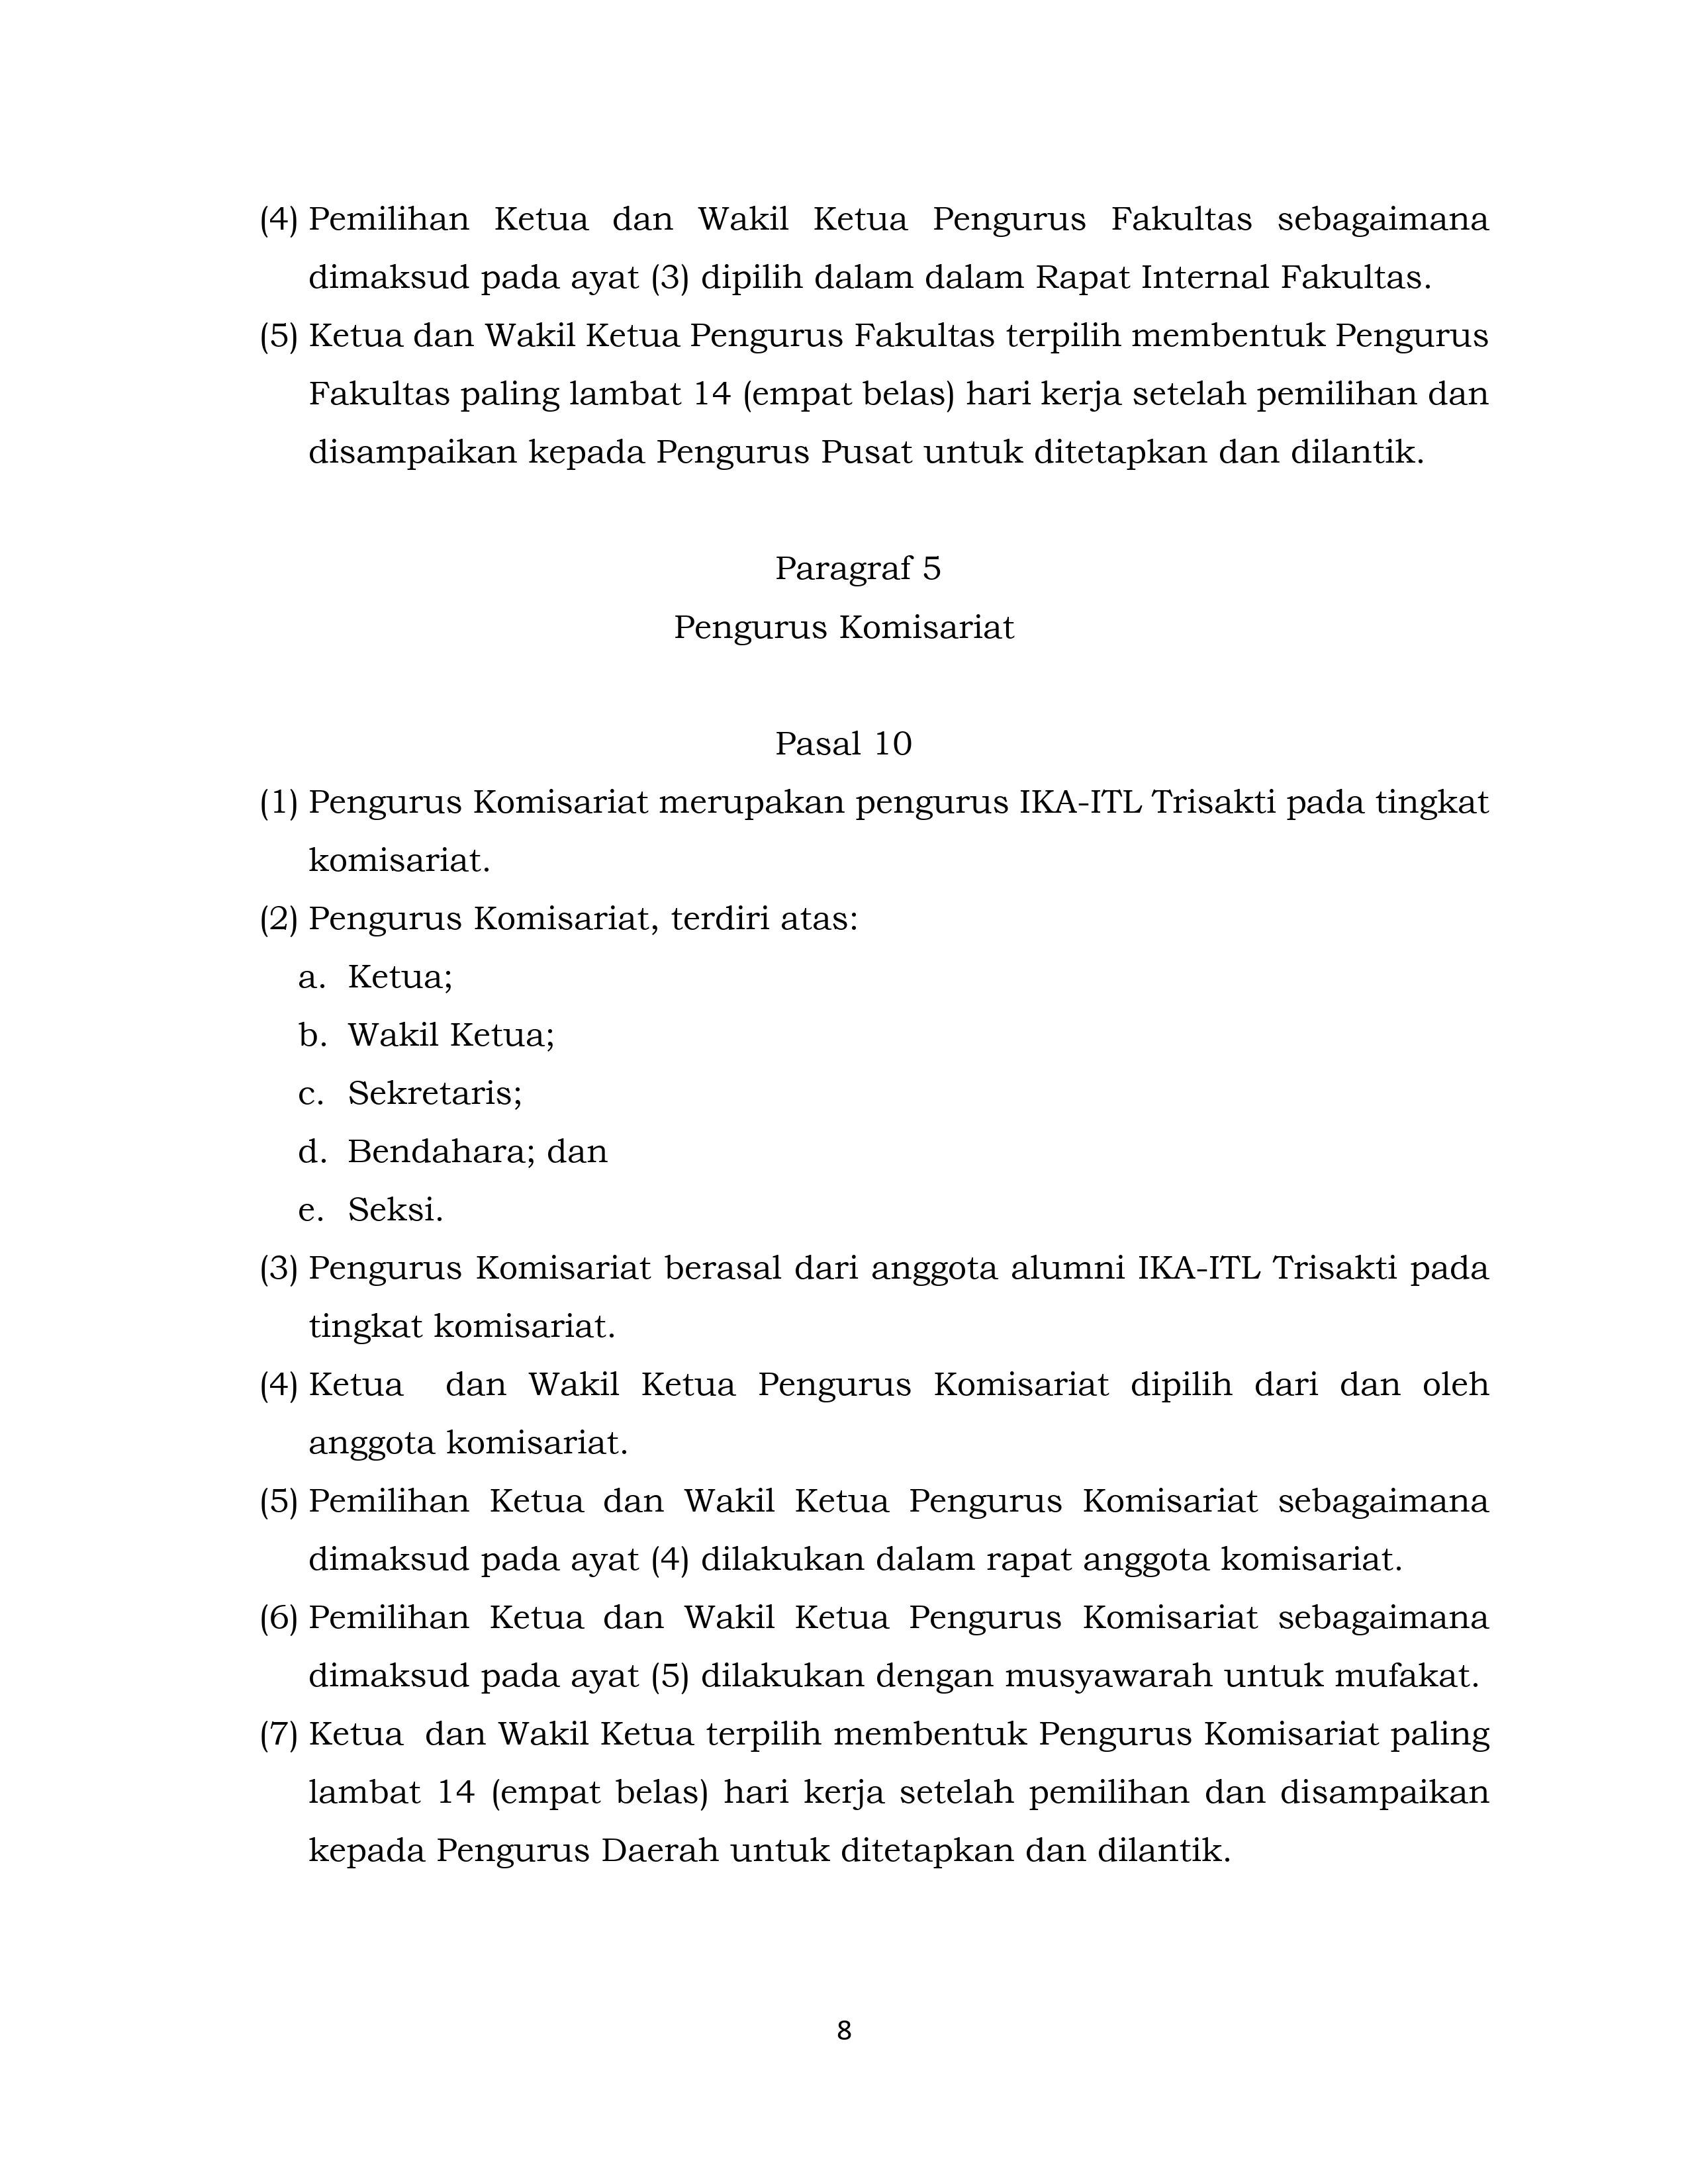 (4) Pemilihan Ketua dan Wakil Ketua Pengurus Fakultas sebagaimana
dimaksud pada ayat (3) dipilih dalam dalam Rapat Internal Fakultas.
(5) Ketua dan Wakil Ketua Pengurus Fakultas terpilih membentuk Pengurus
Fakultas paling lambat 14 (empat belas) hari kerja setelah pemilihan dan
disampaikan kepada Pengurus Pusat untuk ditetapkan dan dilantik.
Paragraf 5
Pengurus Komisariat
Pasal 10
(1) Pengurus Komisariat merupakan pengurus IKA-ITL Trisakti pada tingkat
komisariat.
(2) Pengurus Komisariat, terdiri atas:
a. Ketua;
b. Wakil Ketua;
c. Sekretaris;
d. Bendahara; dan
e. Seksi.
(3) Pengurus Komisariat berasal dari anggota alumni IKA-ITL Trisakti pada
tingkat komisariat.
(4) Ketua dan Wakil Ketua Pengurus Komisariat dipilih dari dan oleh
anggota komisariat.
(5) Pemilihan Ketua dan Wakil Ketua Pengurus Komisariat sebagaimana
dimaksud pada ayat (4) dilakukan dalam rapat anggota komisariat.
(6) Pemilihan Ketua dan Wakil Ketua Pengurus Komisariat sebagaimana
dimaksud pada ayat (5) dilakukan dengan musyawarah untuk mufakat.
(7) Ketua dan Wakil Ketua terpilih membentuk Pengurus Komisariat paling
lambat 14 (empat belas) hari kerja setelah pemilihan dan disampaikan
kepada Pengurus Daerah untuk ditetapkan dan dilantik.
8